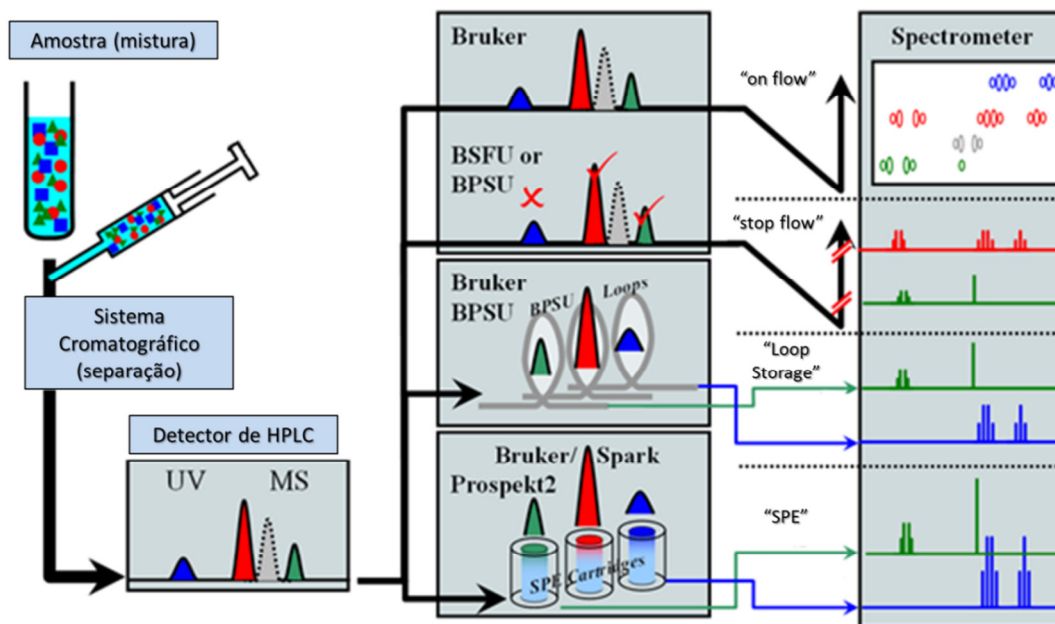 Amostra (mistura)
Sistema
Cromatográfico
(separação)
Detector de HPLC
UV MS
Bruker
BSFU or
BPSU
Bruker
BPSU
BPSU Loops
Bruker/ Spark
Prospekt2
SPE Cartridges
"on flow"
"stop flow"
"Loop
Storage"
"SPE"
Spectrometer